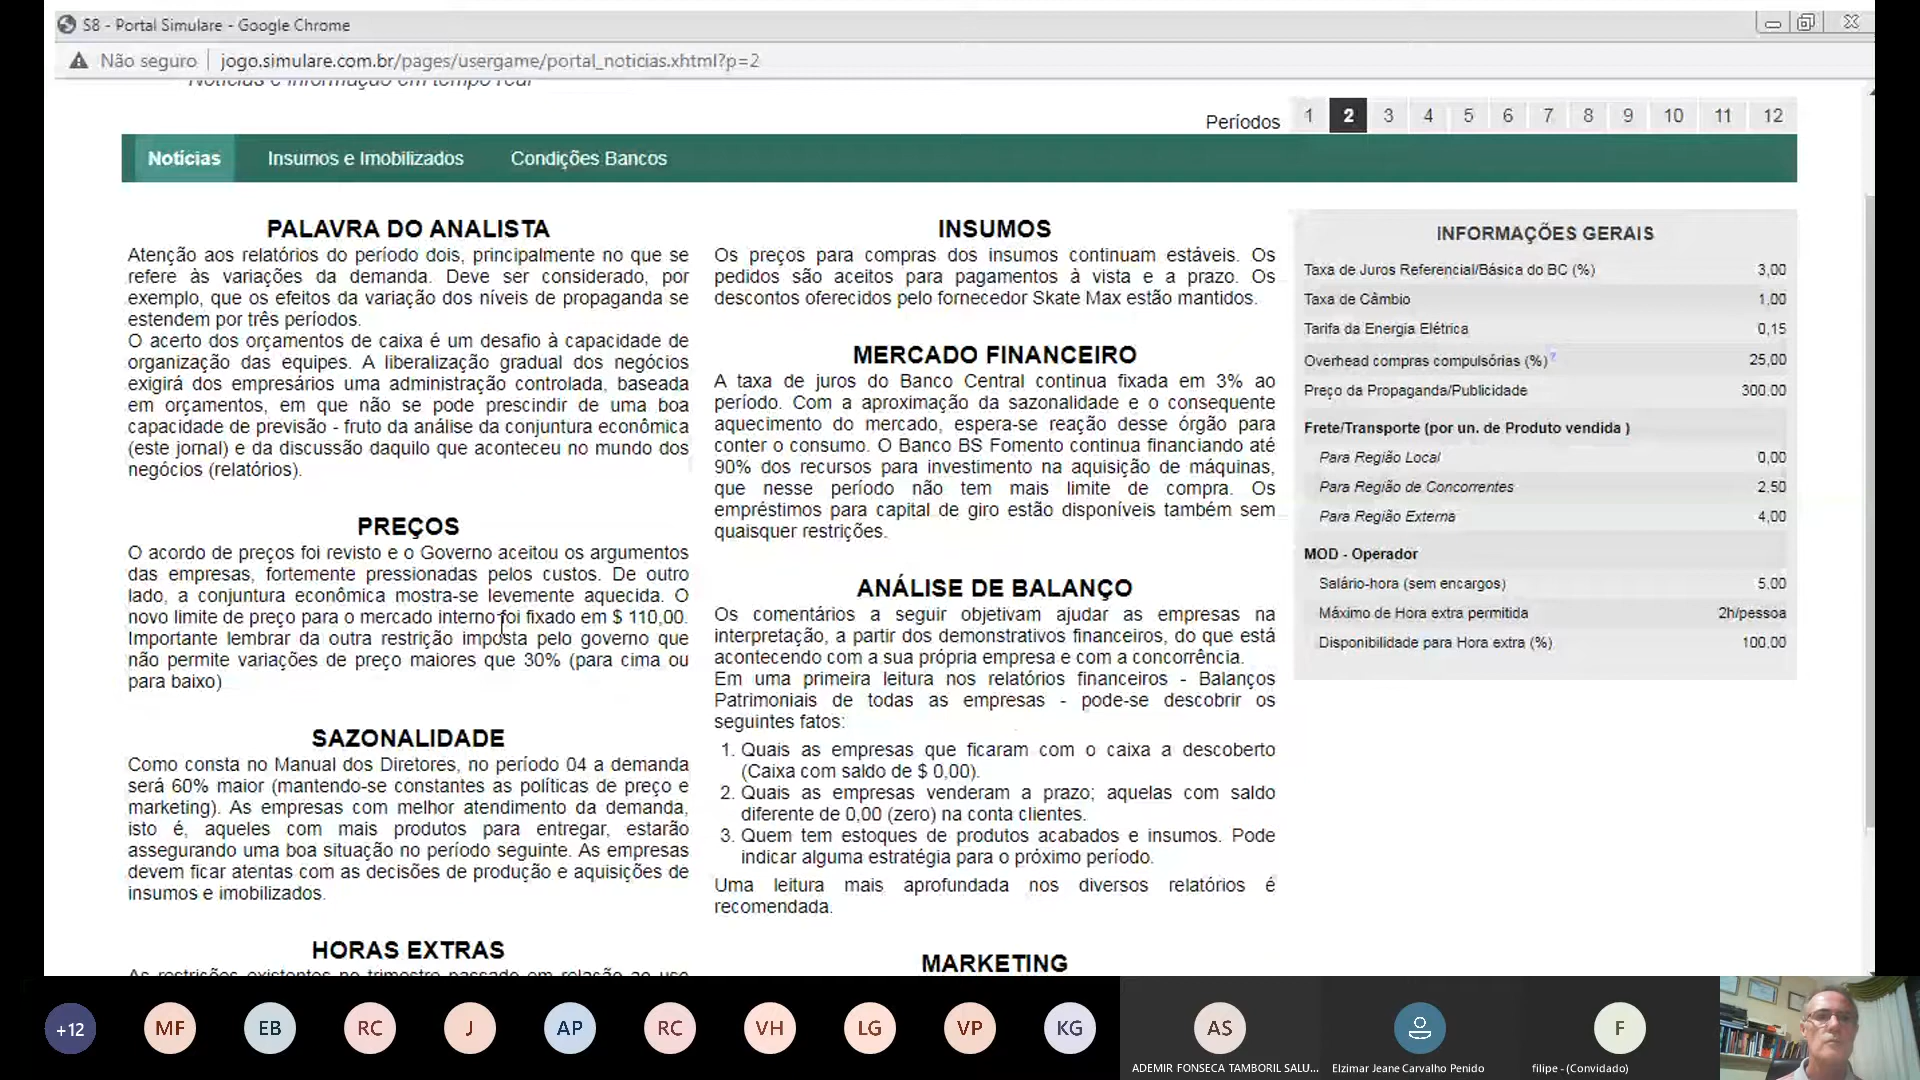 S8 - Portal Simulare - Google Chrome
Não seguro | jogo.simulare.com.br/pages/usergame/portal_noticias.xhtml?p=2
Notícias e informação em tempo real
Períodos 1 2 3 4 5 6 7 8 9 10 11 12
Notícias Insumos e Imobilizados Condições Bancos
PALAVRA DO ANALISTA
Atenção aos relatórios do período dois, principalmente no que se
refere às variações da demanda. Deve ser considerado, por
exemplo, que os efeitos da variação dos níveis de propaganda se
estendem por três períodos.
O acerto dos orçamentos de caixa é um desafio à capacidade de
organização das equipes. A liberalização gradual dos negócios
exigirá dos empresários uma administração controlada, baseada
em orçamentos, em que não se pode prescindir de uma boa
capacidade de previsão - fruto da análise da conjuntura econômica
(este jornal) e da discussão daquilo que aconteceu no mundo dos
negócios (relatórios).
PREÇOS
O acordo de preços foi revisto e o Governo aceitou os argumentos
das empresas, fortemente pressionadas pelos custos. De outro
lado, a conjuntura econômica mostra-se levemente aquecida. O
novo limite de preço para o mercado interno foi fixado em $ 110,00.
Importante lembrar da outra restrição imposta pelo governo que
não permite variações de preço maiores que 30% (para cima ou
para baixo)
SAZONALIDADE
Como consta no Manual dos Diretores, no período 04 a demanda
será 60% maior (mantendo-se constantes as políticas de preço e
marketing). As empresas com melhor atendimento da demanda,
isto é, aqueles com mais produtos para entregar, estarão
assegurando uma boa situação no período seguinte. As empresas
devem ficar atentas com as decisões de produção e aquisições de
insumos e imobilizados.
HORAS EXTRAS
As restrições existentes no trimestre passado em relação ao uso
INSUMOS
Os preços para compras dos insumos continuam estáveis. Os
pedidos são aceitos para pagamentos à vista e a prazo. Os
descontos oferecidos pelo fornecedor Skate Max estão mantidos.
MERCADO FINANCEIRO
A taxa de juros do Banco Central continua fixada em 3% ao
período. Com a aproximação da sazonalidade e o consequente
aquecimento do mercado, espera-se reação desse órgão para
conter o consumo. O Banco BS Fomento continua financiando até
90% dos recursos para investimento na aquisição de máquinas,
que nesse período não tem mais limite de compra. Os
empréstimos para capital de giro estão disponíveis também sem
quaisquer restrições.
ANÁLISE DE BALANÇO
Os comentários a seguir objetivam ajudar as empresas na
interpretação, a partir dos demonstrativos financeiros, do que está
acontecendo com a sua própria empresa e com a concorrência.
Em uma primeira leitura nos relatórios financeiros - Balanços
Patrimoniais de todas as empresas - pode-se descobrir os
seguintes fatos:
1. Quais as empresas que ficaram com o caixa a descoberto
(Caixa com saldo de $ 0,00).
2. Quais as empresas venderam a prazo; aquelas com saldo
diferente de 0,00 (zero) na conta clientes.
3. Quem tem estoques de produtos acabados e insumos. Pode
indicar alguma estratégia para o próximo período.
Uma leitura mais aprofundada nos diversos relatórios é
recomendada.
MARKETING
INFORMAÇÕES GERAIS
Taxa de Juros Referencial/Básica do BC (%) 3,00
Taxa de Câmbio 1,00
Tarifa da Energia Elétrica 0,15
Overhead compras compulsórias (%) ? 25,00
Preço da Propaganda/Publicidade 300,00
Frete/Transporte (por un. de Produto vendida )
Para Região Local 0,00
Para Região de Concorrentes 2,50
Para Região Externa 4,00
MOD - Operador
Salário-hora (sem encargos) 5,00
Máximo de Hora extra permitida 2h/pessoa
Disponibilidade para Hora extra (%) 100,00
+12 MF EB RC J AP RC VH LG VP KG AS F
ADEMIR FONSECA TAMBORIL SALU... Elzimar Jeane Carvalho Penido filipe - (Convidado)